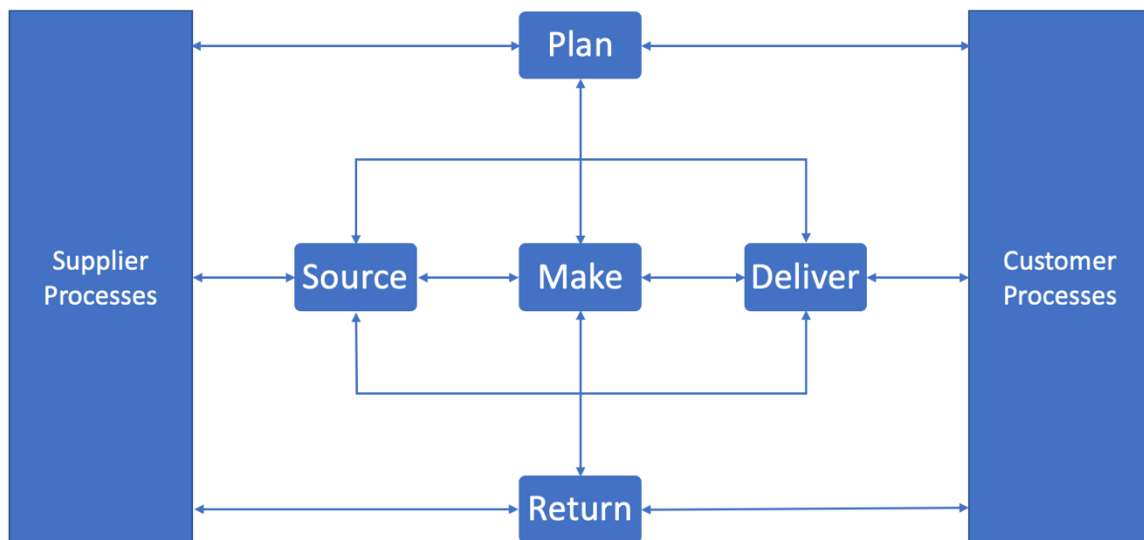 Plan
Supplier
Processes
Source
Make
Deliver
Customer
Processes
Return